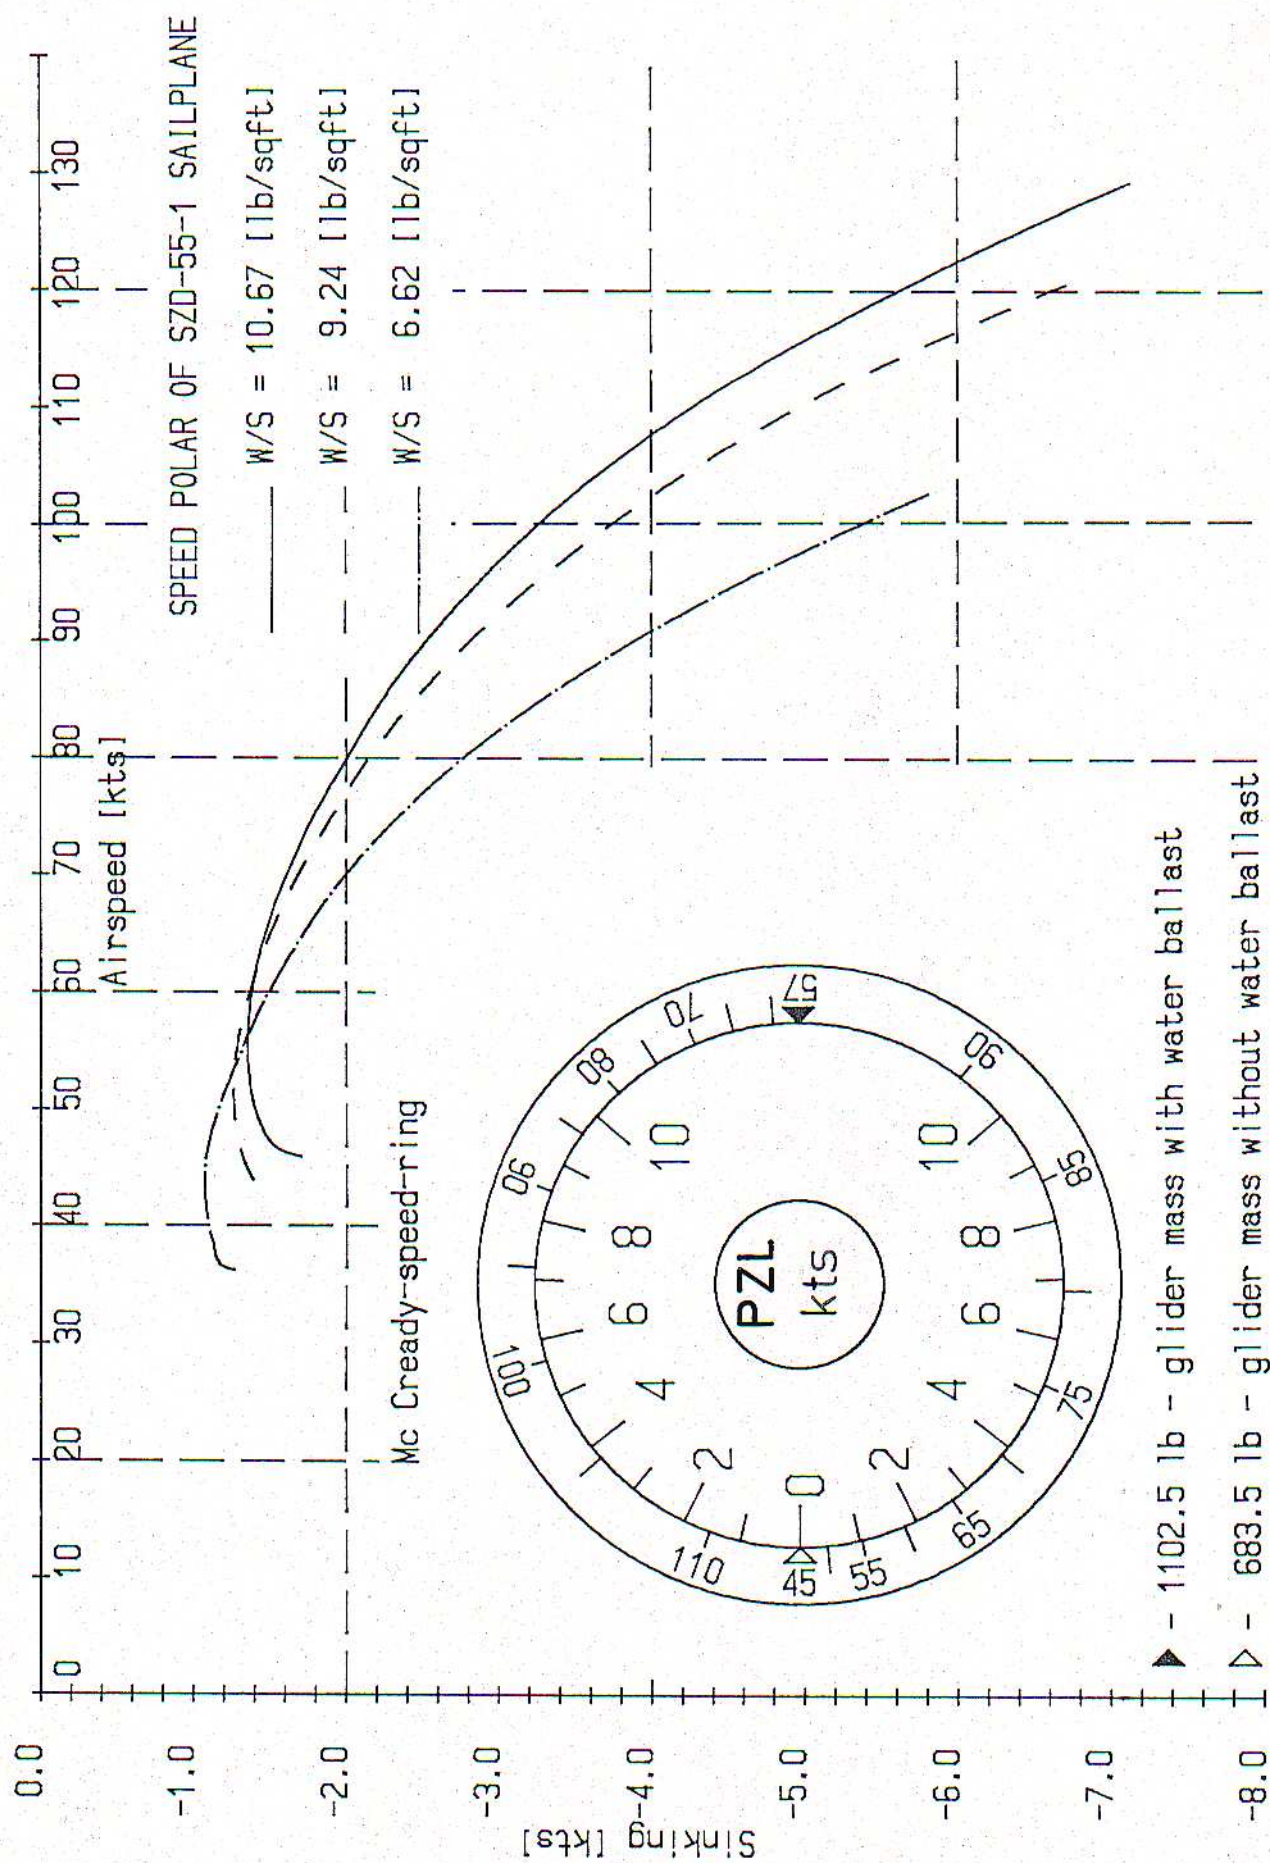 SPEED POLAR OF SZD-55-1 SAILPLANE
W/S = 10.67 [lb/sqft]
W/S = 9.24 [lb/sqft]
W/S = 6.62 [lb/sqft]
0 10 20 30 40 50 60 70 80 90 100 110 120 130
Airspeed [kts]
0.0
-1.0
-2.0
-3.0
-4.0
-5.0
-6.0
-7.0
-8.0
Sinking [kts]
Mc Cready-speed-ring
45
55
65
75
85
90
57
70
80
90
100
110
0
2
4
6
8
10
2
4
6
8
10
PZL
kts
- 1102.5 lb - glider mass with water ballast
- 683.5 lb - glider mass without water ballast